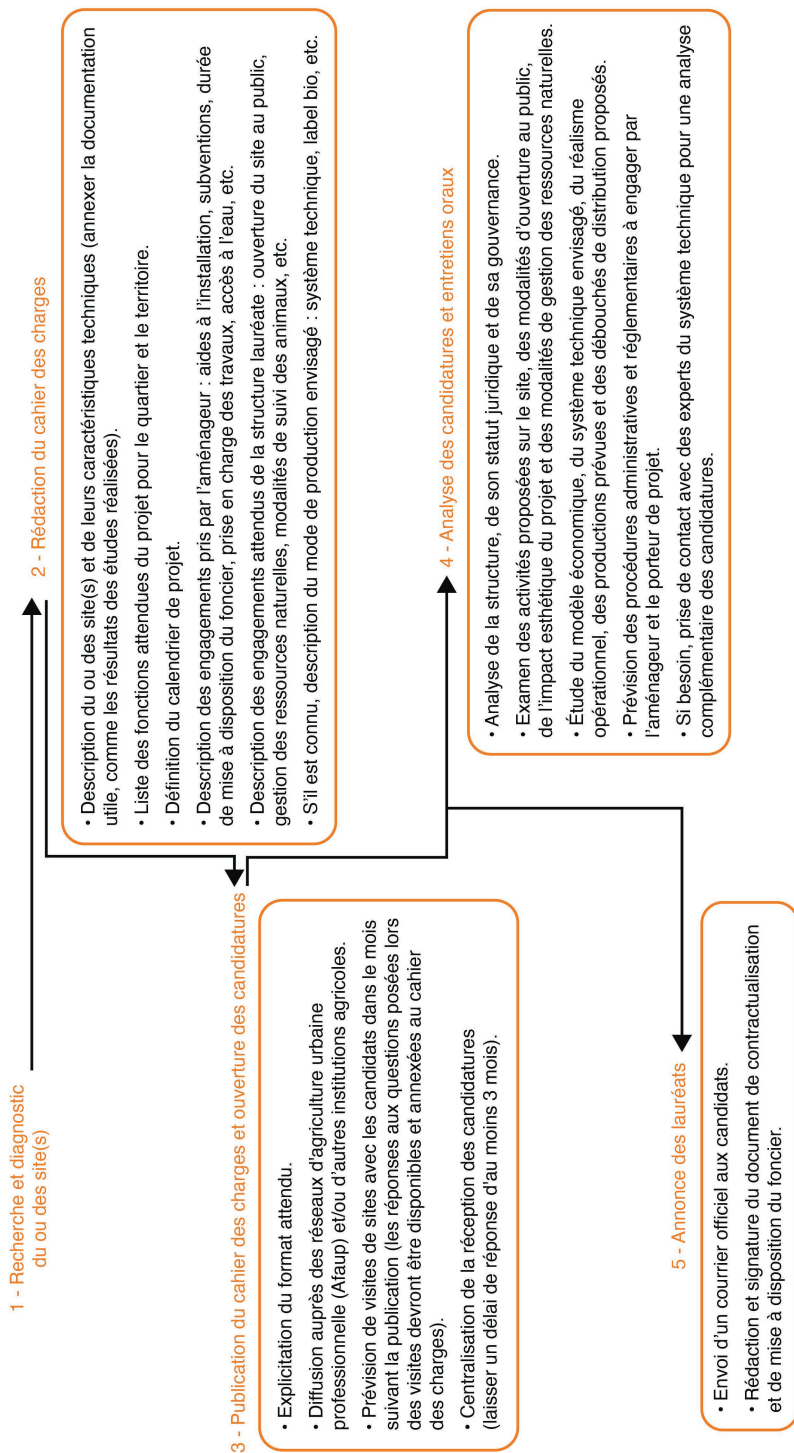 1 - Recherche et diagnostic
du ou des site(s)
2 - Rédaction du cahier des charges
• Description du ou des site(s) et de leurs caractéristiques techniques (annexer la documentation
utile, comme les résultats des études réalisées).
• Liste des fonctions attendues du projet pour le quartier et le territoire.
• Définition du calendrier de projet.
• Description des engagements pris par l'aménageur : aides à l'installation, subventions, durée
de mise à disposition du foncier, prise en charge des travaux, accès à l'eau, etc.
• Description des engagements attendus de la structure lauréate : ouverture du site au public,
gestion des ressources naturelles, modalités de suivi des animaux, etc.
• S'il est connu, description du mode de production envisagé : système technique, label bio, etc.
3 - Publication du cahier des charges et ouverture des candidatures
• Explicitation du format attendu.
• Diffusion auprès des réseaux d'agriculture urbaine
professionnelle (Afaup) et/ou d'autres institutions agricoles.
• Prévision de visites de sites avec les candidats dans le mois
suivant la publication (les réponses aux questions posées lors
des visites devront être disponibles et annexées au cahier
des charges).
• Centralisation de la réception des candidatures
(laisser un délai de réponse d'au moins 3 mois).
4 - Analyse des candidatures et entretiens oraux
• Analyse de la structure, de son statut juridique et de sa gouvernance.
• Examen des activités proposées sur le site, des modalités d'ouverture au public,
de l'impact esthétique du projet et des modalités de gestion des ressources naturelles.
• Étude du modèle économique, du système technique envisagé, du réalisme
opérationnel, des productions prévues et des débouchés de distribution proposés.
• Prévision des procédures administratives et réglementaires à engager par
l'aménageur et le porteur de projet.
• Si besoin, prise de contact avec des experts du système technique pour une analyse
complémentaire des candidatures.
5 - Annonce des lauréats
• Envoi d'un courrier officiel aux candidats.
• Rédaction et signature du document de contractualisation
et de mise à disposition du foncier.